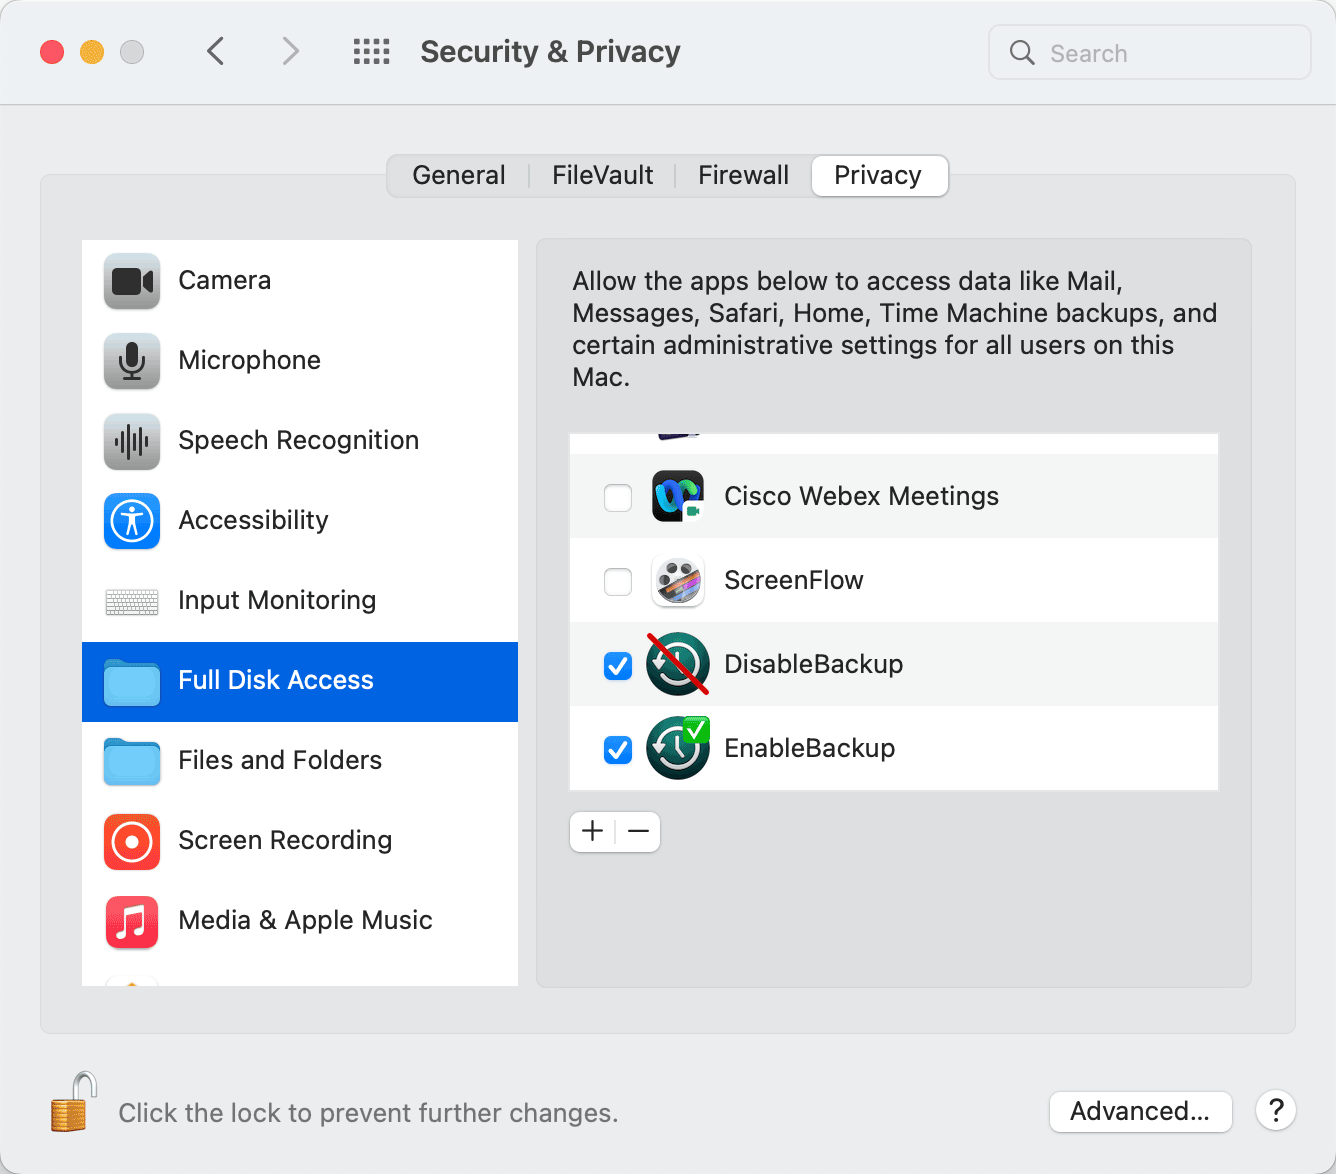 Security & Privacy
Search
General
FileVault
Firewall
Privacy
Camera
Microphone
Speech Recognition
Accessibility
Input Monitoring
Full Disk Access
Files and Folders
Screen Recording
Media & Apple Music
Allow the apps below to access data like Mail,
Messages, Safari, Home, Time Machine backups, and
certain administrative settings for all users on this
Mac.
Cisco Webex Meetings
ScreenFlow
DisableBackup
EnableBackup
+ −
Click the lock to prevent further changes.
Advanced...
?